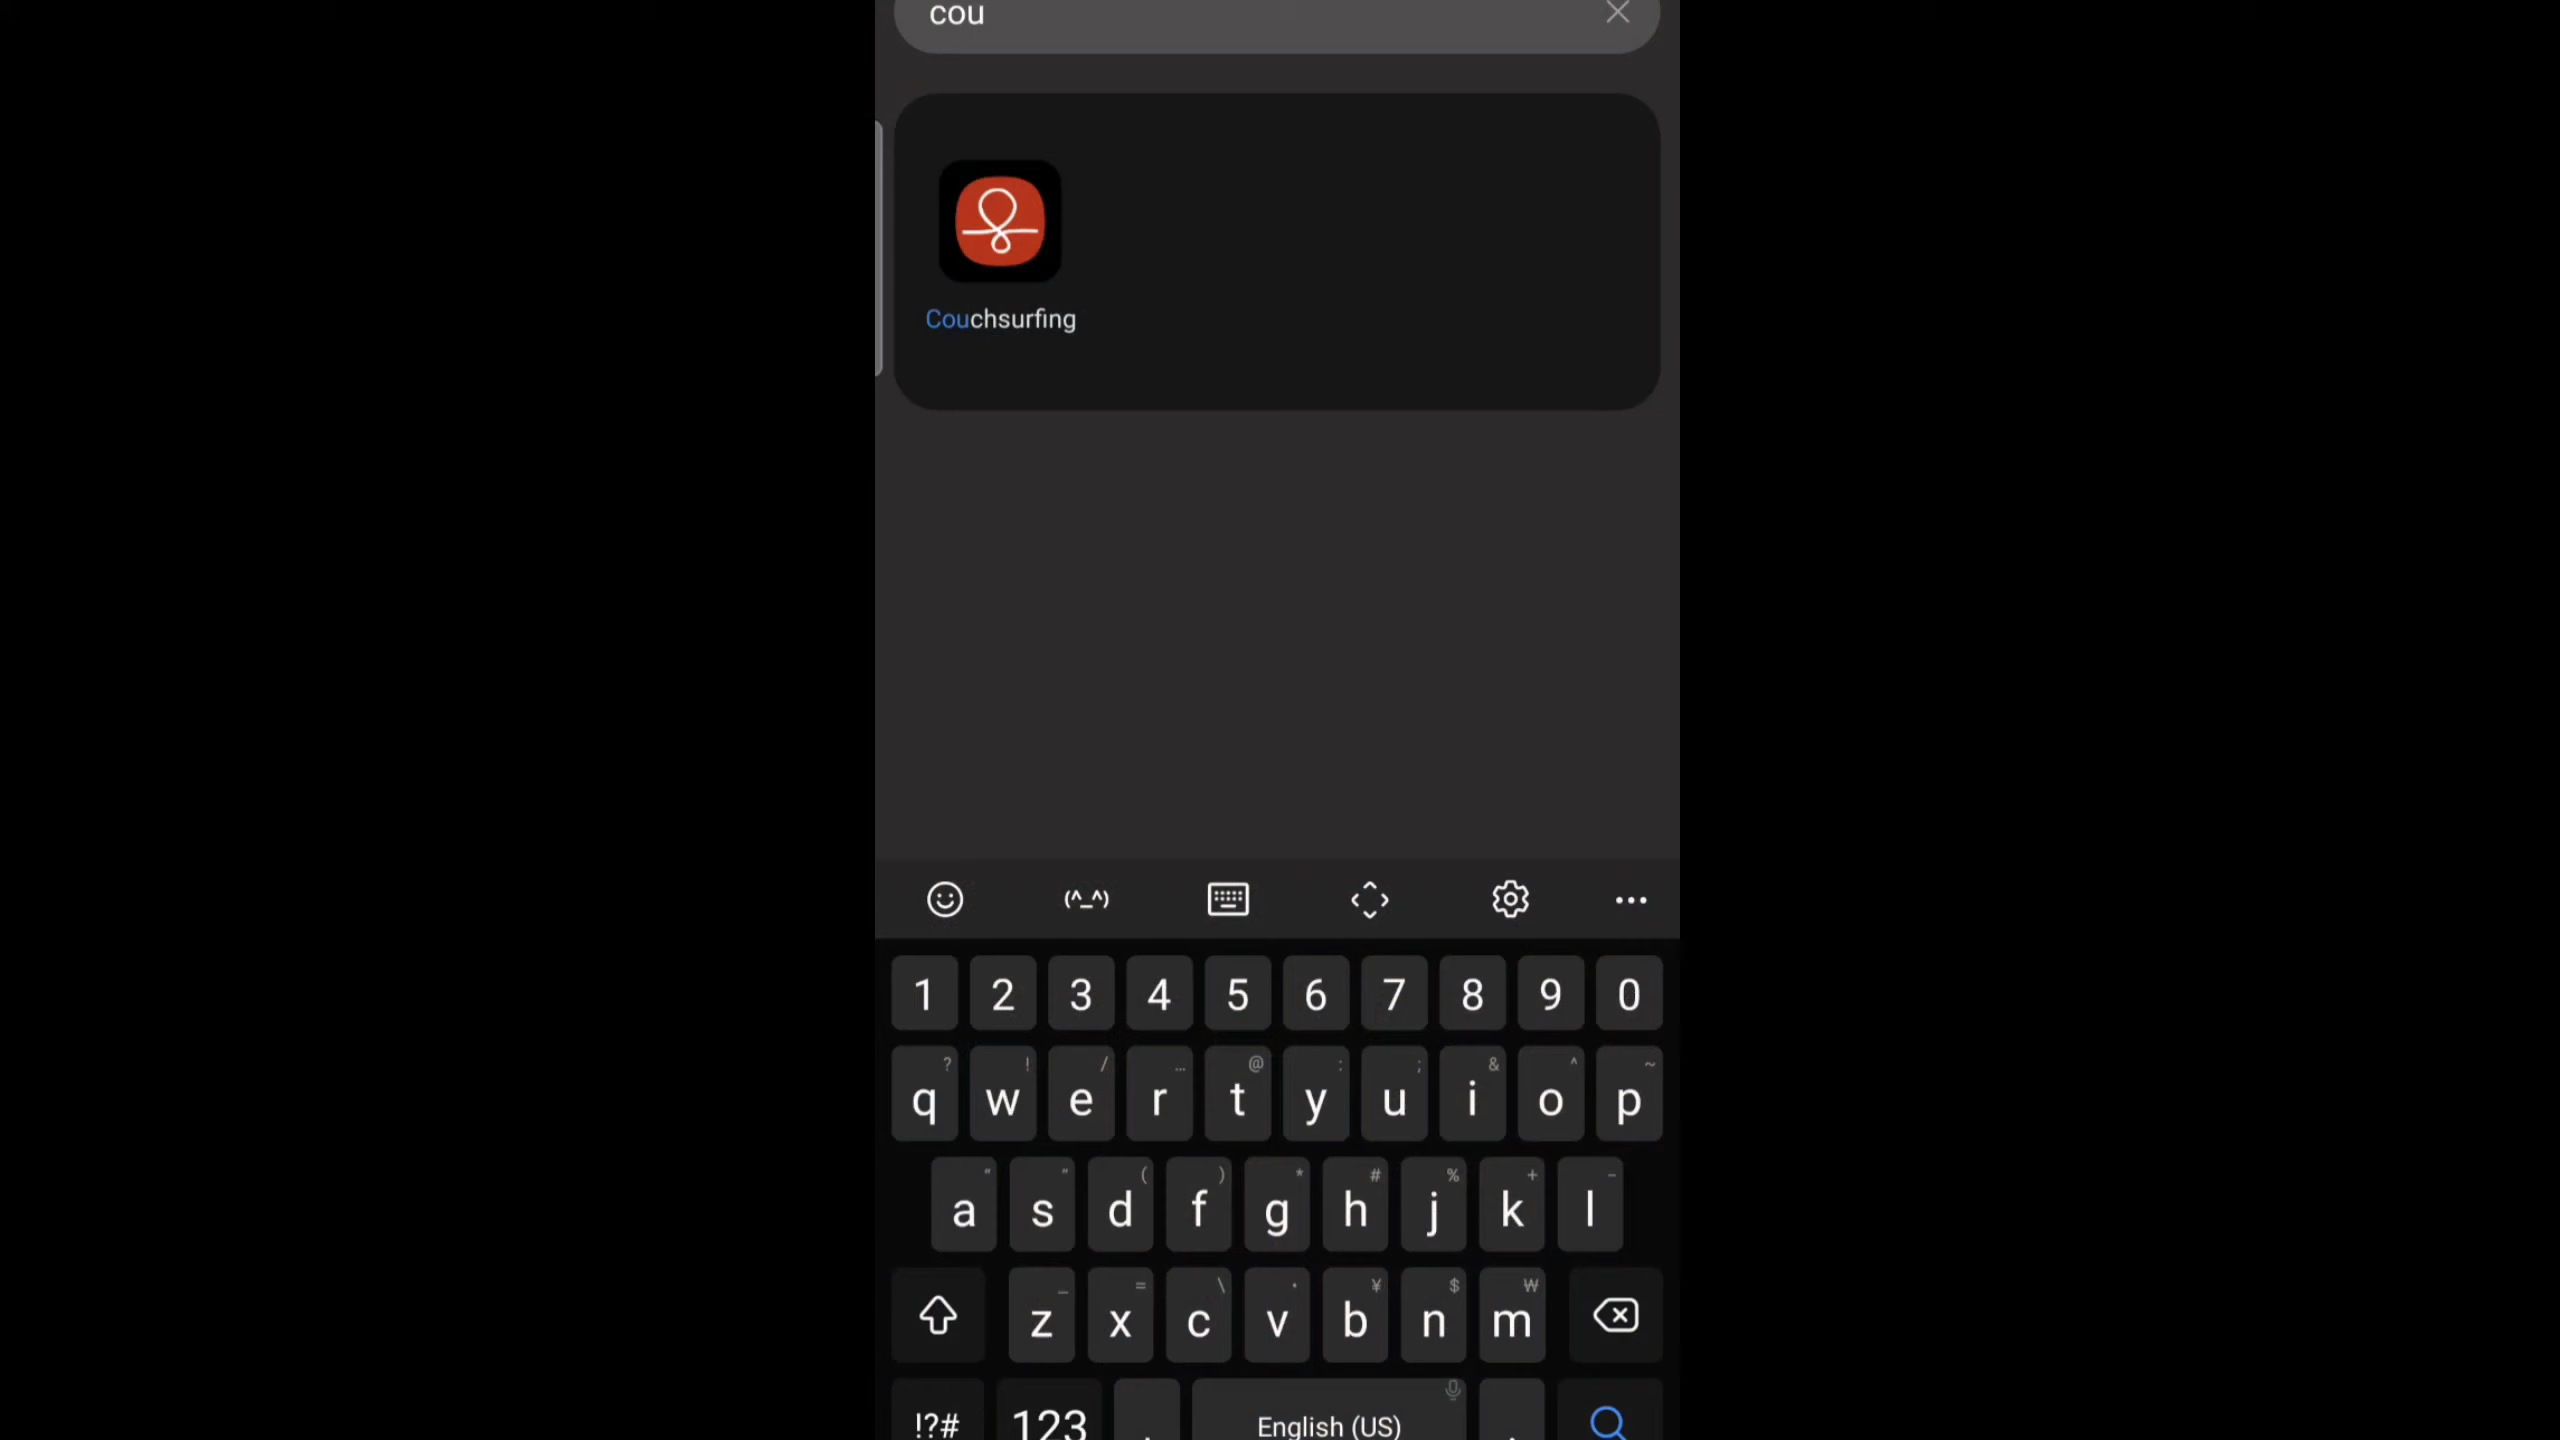 cou
Couchsurfing
(^_^)
1 2 3 4 5 6 7 8 9 0
? ! / ... @ : ; & ^ ~
q w e r t y u i o p
“ ” ( ) * # % + -
a s d f g h j k l
_ = \ · ¥ $ ₩
z x c v b n m
!?# 123 , English (US) .